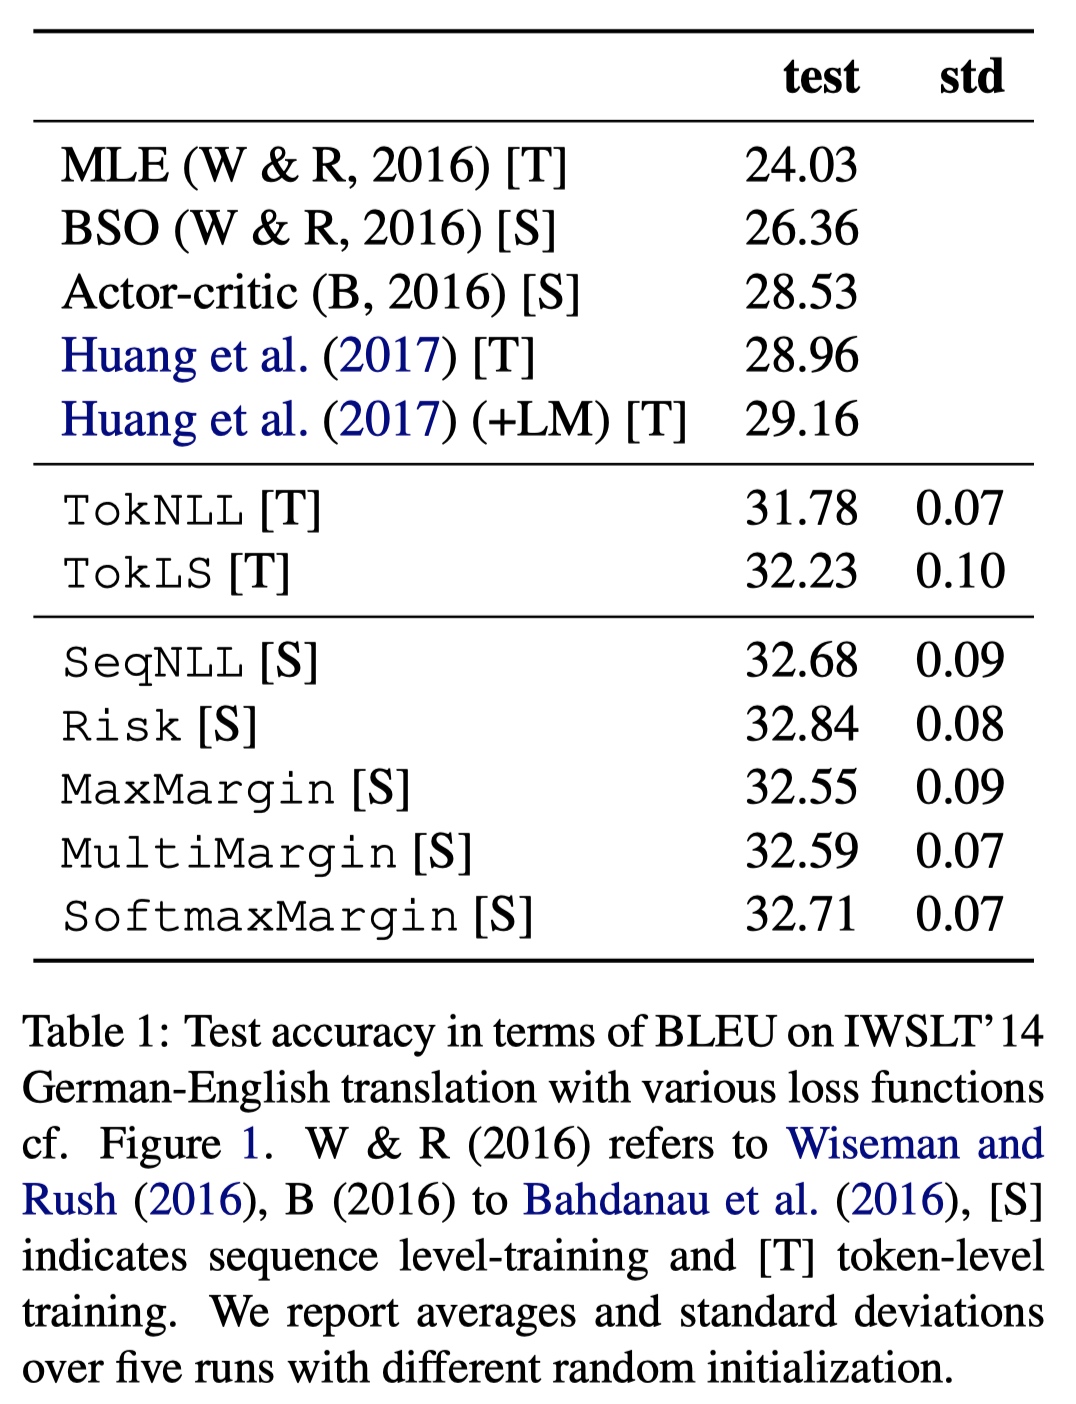 test std
MLE (W & R, 2016) [T] 24.03
BSO (W & R, 2016) [S] 26.36
Actor-critic (B, 2016) [S] 28.53
Huang et al. (2017) [T] 28.96
Huang et al. (2017) (+LM) [T] 29.16
TokNLL [T] 31.78 0.07
TokLS [T] 32.23 0.10
SeqNLL [S] 32.68 0.09
Risk [S] 32.84 0.08
MaxMargin [S] 32.55 0.09
MultiMargin [S] 32.59 0.07
SoftmaxMargin [S] 32.71 0.07
Table 1: Test accuracy in terms of BLEU on IWSLT’14
German-English translation with various loss functions
cf. Figure 1. W & R (2016) refers to Wiseman and
Rush (2016), B (2016) to Bahdanau et al. (2016), [S]
indicates sequence level-training and [T] token-level
training. We report averages and standard deviations
over five runs with different random initialization.